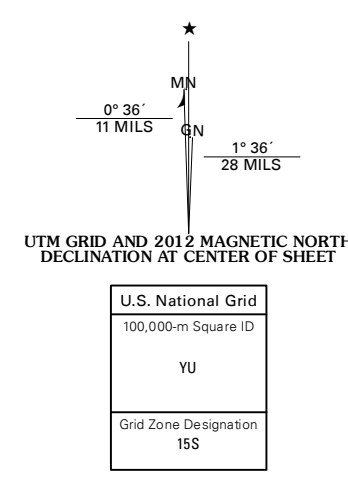 ★
MN
0° 36´
11 MILS
GN
1° 36´
28 MILS
UTM GRID AND 2012 MAGNETIC NORTH
DECLINATION AT CENTER OF SHEET
U.S. National Grid
100,000-m Square ID
YU
Grid Zone Designation
15S